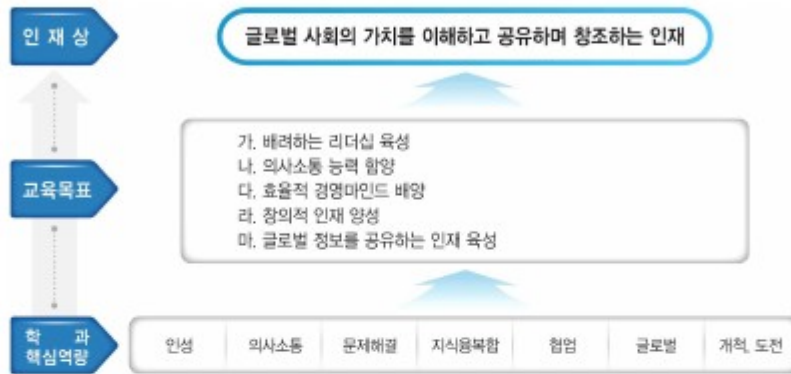 인 재 상
글로벌 사회의 가치를 이해하고 공유하며 창조하는 인재
교육목표
가. 배려하는 리더십 육성
나. 의사소통 능력 함양
다. 효율적 경영마인드 배양
라. 창의적 인재 양성
마. 글로벌 정보를 공유하는 인재 육성
학 과
핵심역량
인성 의사소통 문제해결 지식융복합 협업 글로벌 개척, 도전